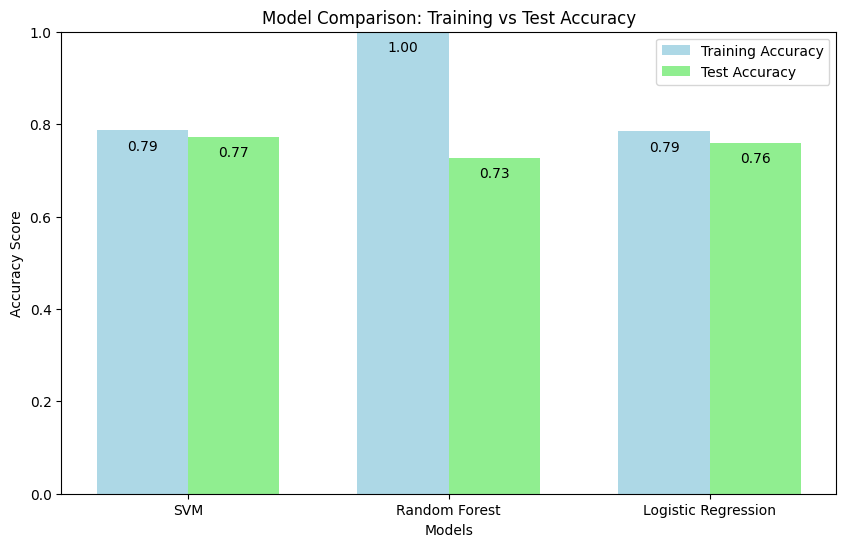 Model Comparison: Training vs Test Accuracy
Training Accuracy
Test Accuracy
1.0
0.8
0.6
0.4
0.2
0.0
Accuracy Score
0.79
0.77
1.00
0.73
0.79
0.76
SVM
Random Forest
Logistic Regression
Models